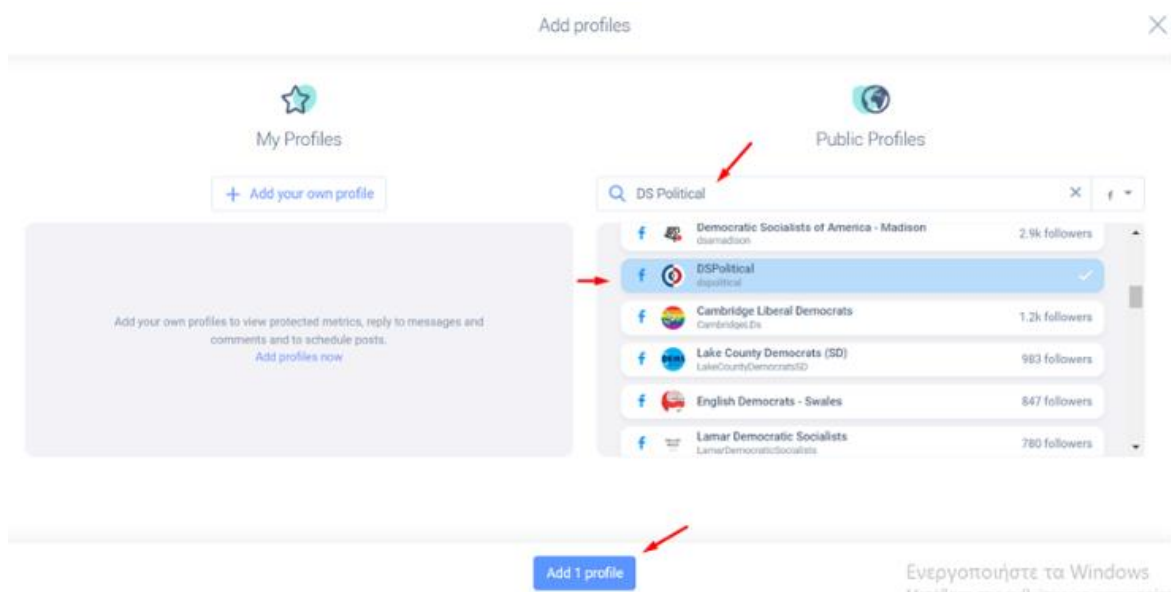 Add profiles
My Profiles
Public Profiles
+ Add your own profile
DS Political
Democratic Socialists of America - Madison
dsamadison
2.9k followers
DSPolitical
dspolitical
Add your own profiles to view protected metrics, reply to messages and
comments and to schedule posts.
Add profiles now
Cambridge Liberal Democrats
CambridgeLDs
1.2k followers
Lake County Democrats (SD)
LakeCountyDemocratsSD
983 followers
English Democrats - Swales
847 followers
Lamar Democratic Socialists
LamarDemocraticSocialists
780 followers
Add 1 profile
Ενεργοποιήστε τα Windows